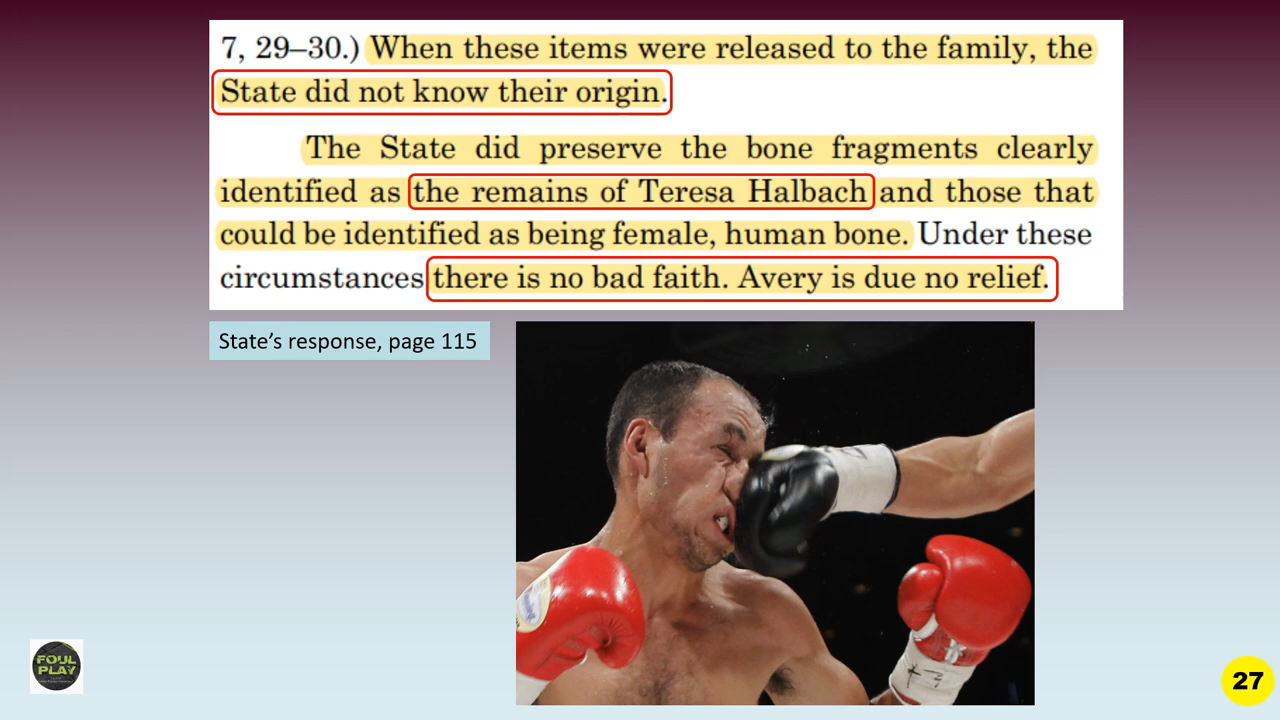 7, 29–30.) When these items were released to the family, the
State did not know their origin.
The State did preserve the bone fragments clearly
identified as the remains of Teresa Halbach and those that
could be identified as being female, human bone. Under these
circumstances there is no bad faith. Avery is due no relief.
State’s response, page 115
FOUL
PLAY
27